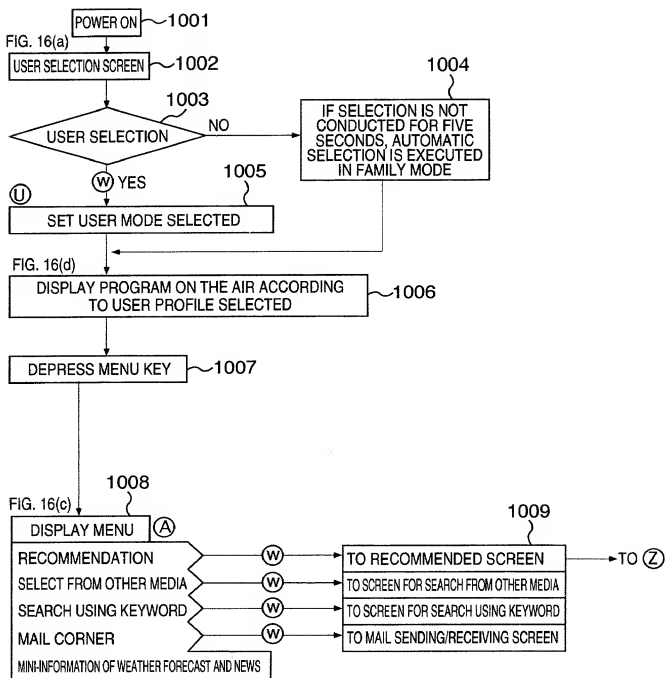 POWER ON
1001
FIG. 16(a)
USER SELECTION SCREEN
1002
1003
USER SELECTION
NO
1004
IF SELECTION IS NOT
CONDUCTED FOR FIVE
SECONDS, AUTOMATIC
SELECTION IS EXECUTED
IN FAMILY MODE
W YES
U
1005
SET USER MODE SELECTED
FIG. 16(d)
DISPLAY PROGRAM ON THE AIR ACCORDING
TO USER PROFILE SELECTED
1006
DEPRESS MENU KEY
1007
1008
FIG. 16(c)
DISPLAY MENU
A
1009
RECOMMENDATION
W
TO RECOMMENDED SCREEN
TO Z
SELECT FROM OTHER MEDIA
W
TO SCREEN FOR SEARCH FROM OTHER MEDIA
SEARCH USING KEYWORD
W
TO SCREEN FOR SEARCH USING KEYWORD
MAIL CORNER
W
TO MAIL SENDING/RECEIVING SCREEN
MINI-INFORMATION OF WEATHER FORECAST AND NEWS